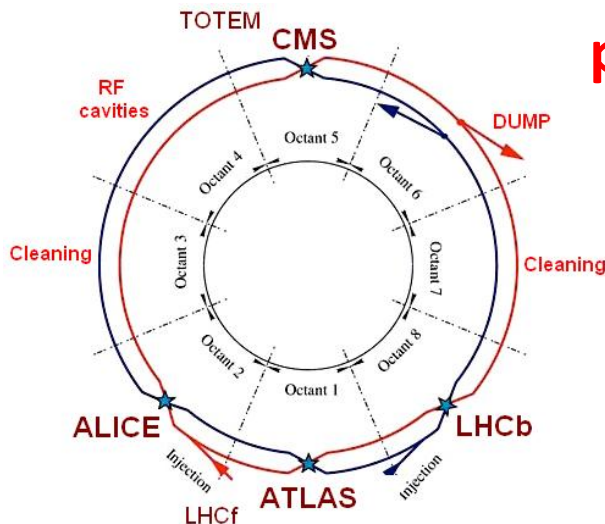 TOTEM
CMS
p
RF
cavities
DUMP
Octant 5
Octant 4
Octant 6
Cleaning
Octant 3
Octant 7
Cleaning
Octant 2
Octant 8
Octant 1
ALICE
LHCb
Injection
Injection
ATLAS
LHCf